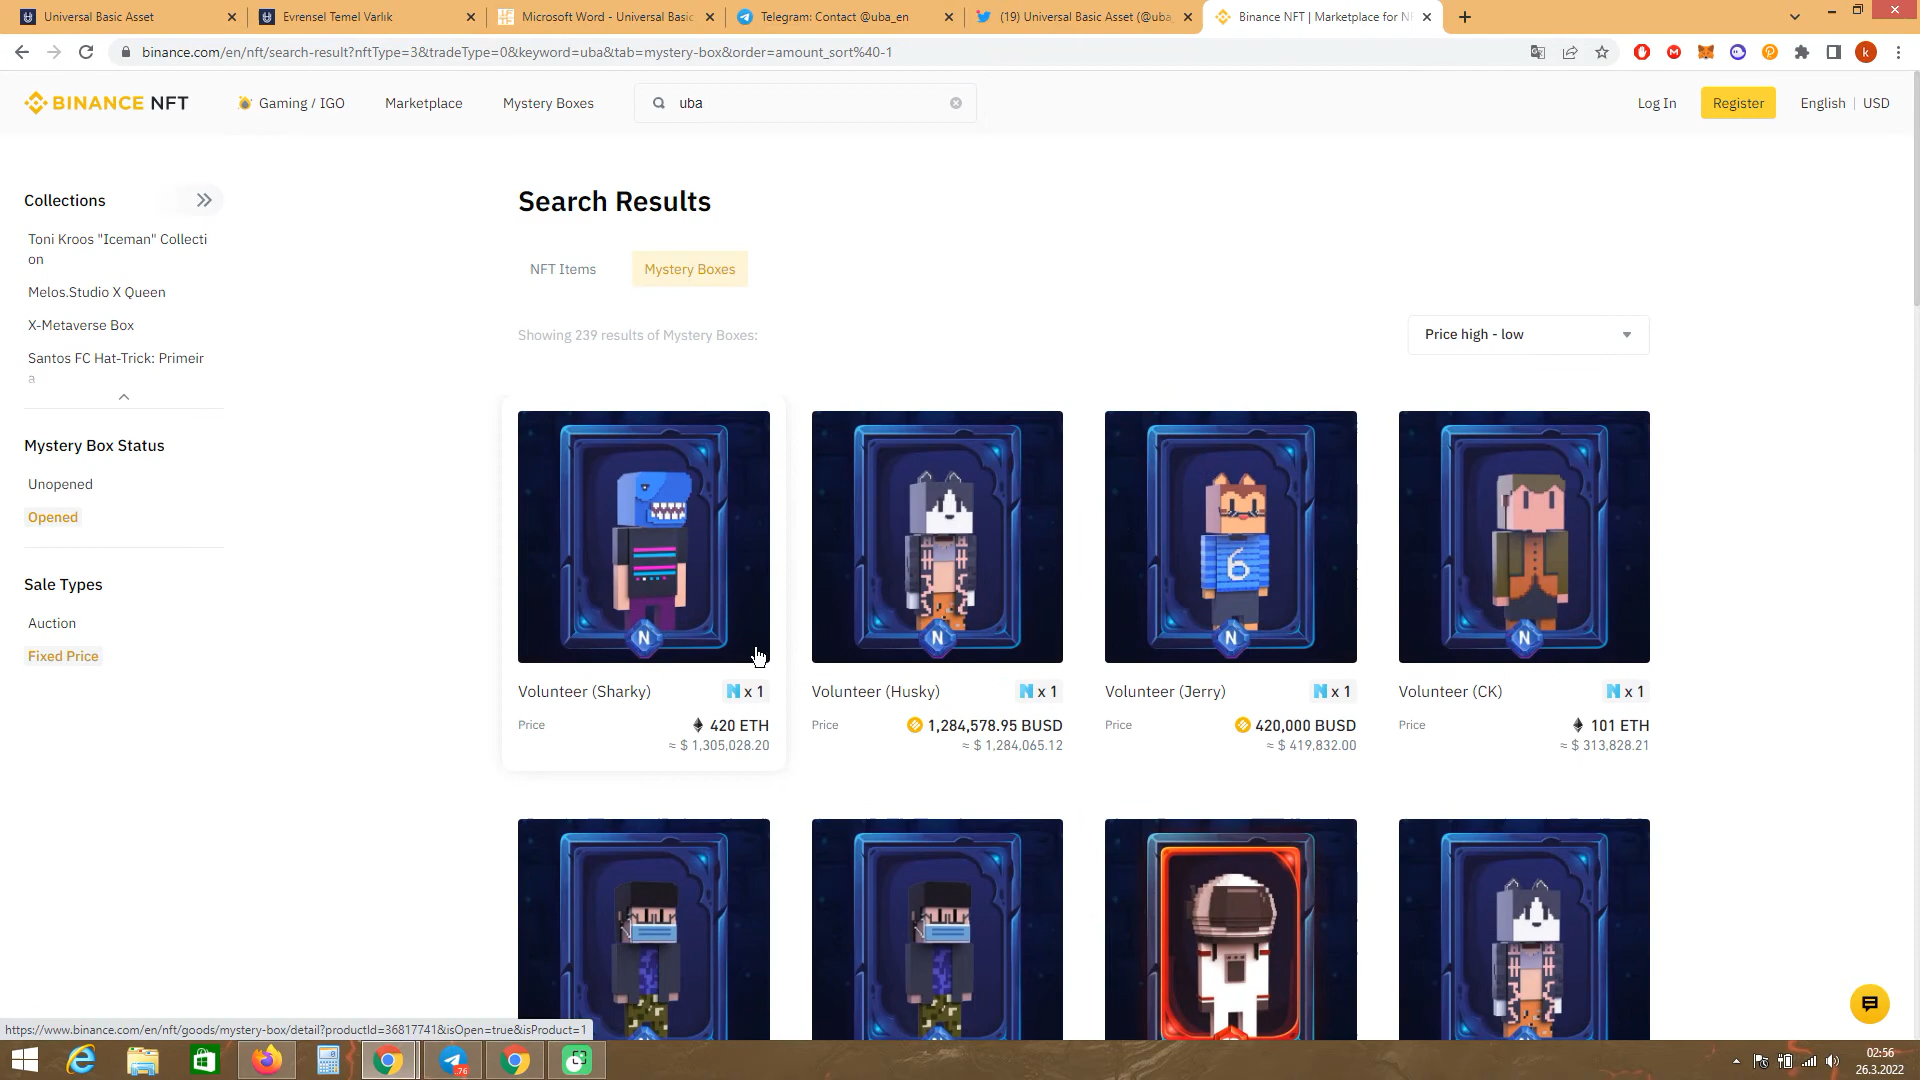 Universal Basic Asset
Evrensel Temel Varlık
Microsoft Word - Universal Basic
Telegram: Contact @uba_en
(19) Universal Basic Asset (@uba_
Binance NFT | Marketplace for NF
binance.com/en/nft/search-result?nftType=3&tradeType=0&keyword=uba&tab=mystery-box&order=amount_sort%40-1
k
BINANCE NFT
Gaming / IGO
Marketplace
Mystery Boxes
uba
Log In
Register
English
USD
Collections
Toni Kroos "Iceman" Collecti
on
Melos.Studio X Queen
X-Metaverse Box
Santos FC Hat-Trick: Primeir
a
Mystery Box Status
Unopened
Opened
Sale Types
Auction
Fixed Price
Search Results
NFT Items
Mystery Boxes
Showing 239 results of Mystery Boxes:
Price high - low
N
N
N
N
6
Volunteer (Sharky)
N x 1
Price
420 ETH
≈ $ 1,305,028.20
Volunteer (Husky)
N x 1
Price
1,284,578.95 BUSD
≈ $ 1,284,065.12
Volunteer (Jerry)
N x 1
Price
420,000 BUSD
≈ $ 419,832.00
Volunteer (CK)
N x 1
Price
101 ETH
≈ $ 313,828.21
https://www.binance.com/en/nft/goods/mystery-box/detail?productId=36817741&isOpen=true&isProduct=1
..76
02:56
26.3.2022